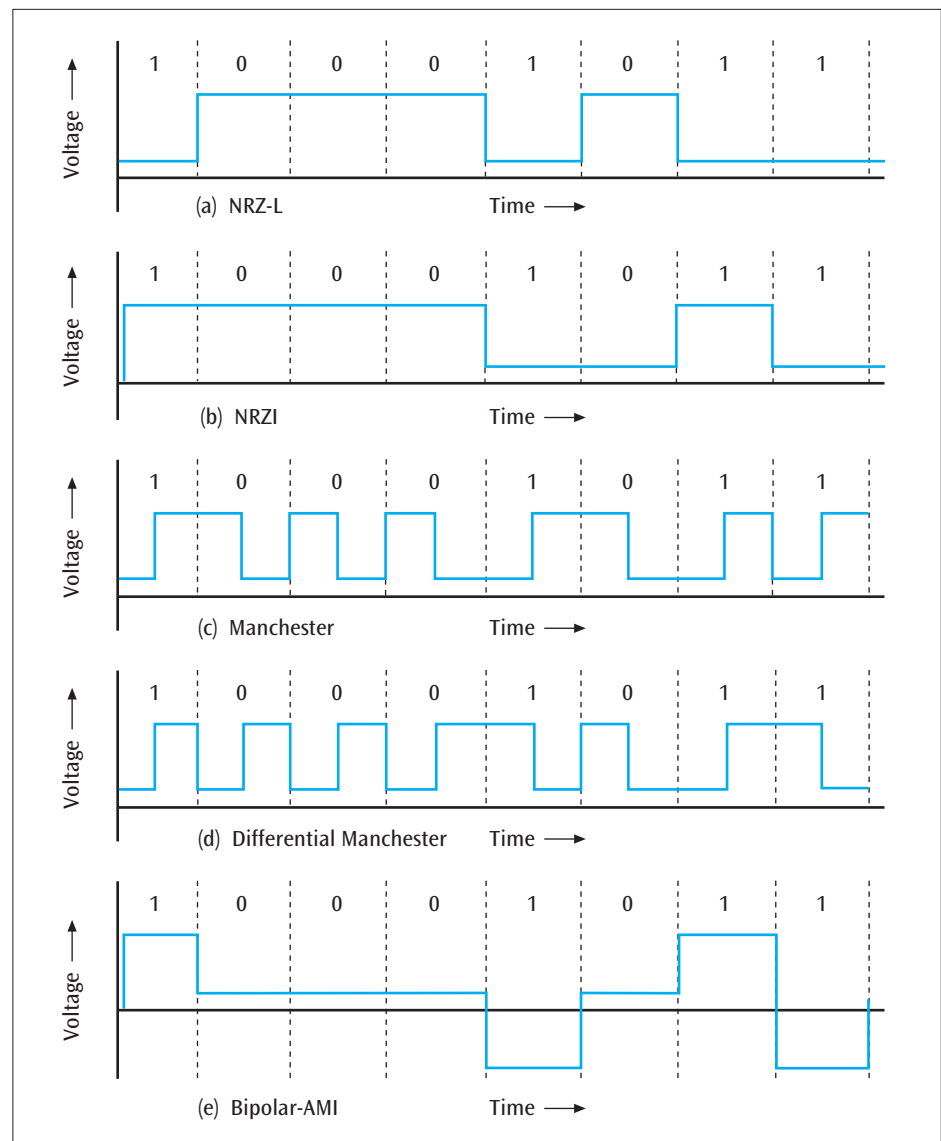 1 0 0 0 1 0 1 1
Voltage
(a) NRZ-L Time
1 0 0 0 1 0 1 1
Voltage
(b) NRZI Time
1 0 0 0 1 0 1 1
Voltage
(c) Manchester Time
1 0 0 0 1 0 1 1
Voltage
(d) Differential Manchester Time
1 0 0 0 1 0 1 1
Voltage
(e) Bipolar-AMI Time